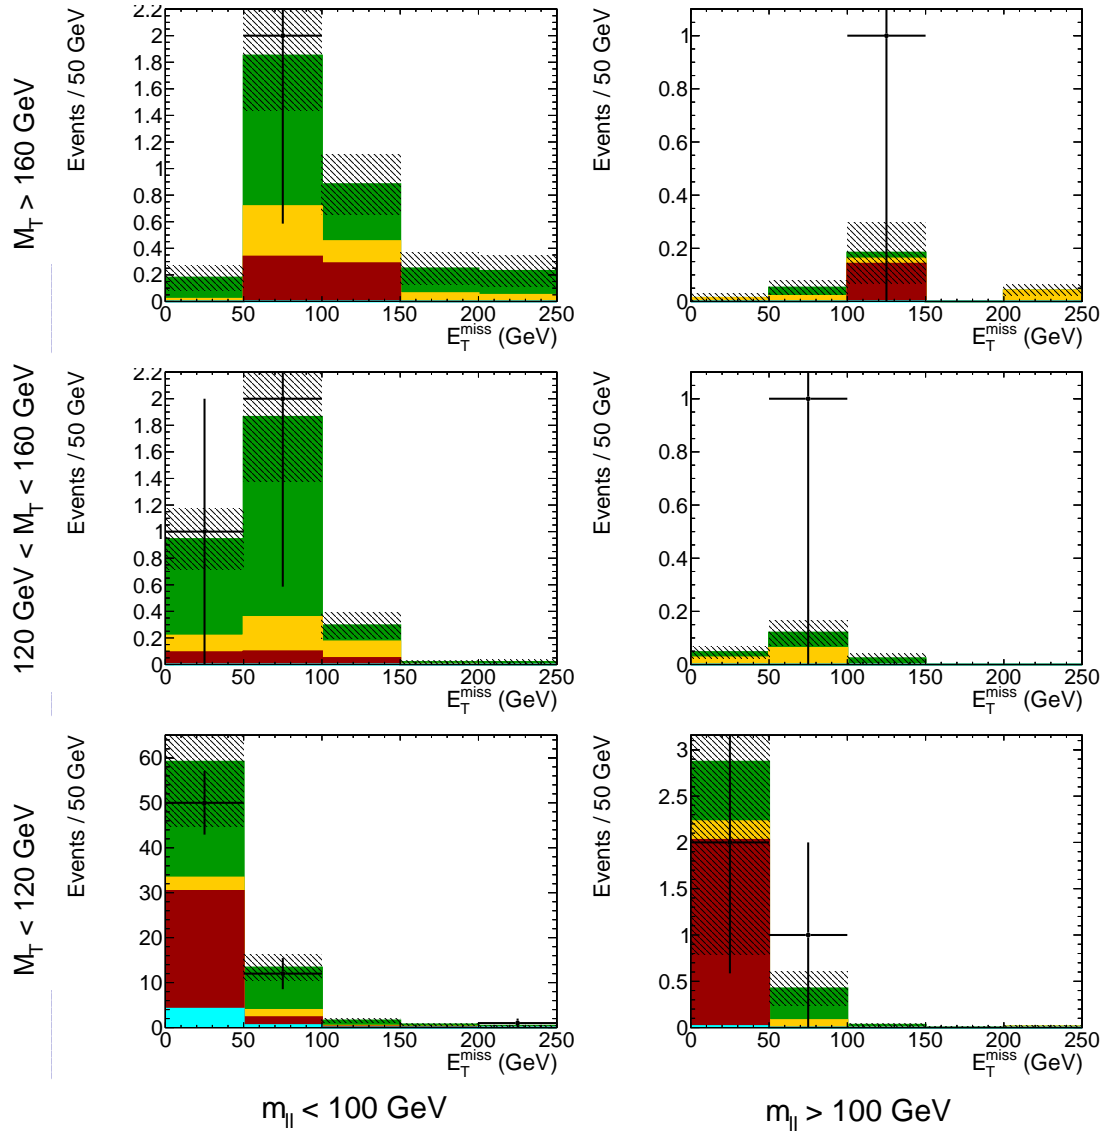 M_T > 160 GeV
Events / 50 GeV
2.2
2
1.8
1.6
1.4
1.2
1
0.8
0.6
0.4
0.2
0
0 50 100 150 200 250
E_T^miss (GeV)
Events / 50 GeV
1
0.8
0.6
0.4
0.2
0
0 50 100 150 200 250
E_T^miss (GeV)
120 GeV < M_T < 160 GeV
Events / 50 GeV
2.2
2
1.8
1.6
1.4
1.2
1
0.8
0.6
0.4
0.2
0
0 50 100 150 200 250
E_T^miss (GeV)
Events / 50 GeV
1
0.8
0.6
0.4
0.2
0
0 50 100 150 200 250
E_T^miss (GeV)
M_T < 120 GeV
Events / 50 GeV
60
50
40
30
20
10
0
0 50 100 150 200 250
E_T^miss (GeV)
Events / 50 GeV
3
2.5
2
1.5
1
0.5
0
0 50 100 150 200 250
E_T^miss (GeV)
m_ll < 100 GeV
m_ll > 100 GeV